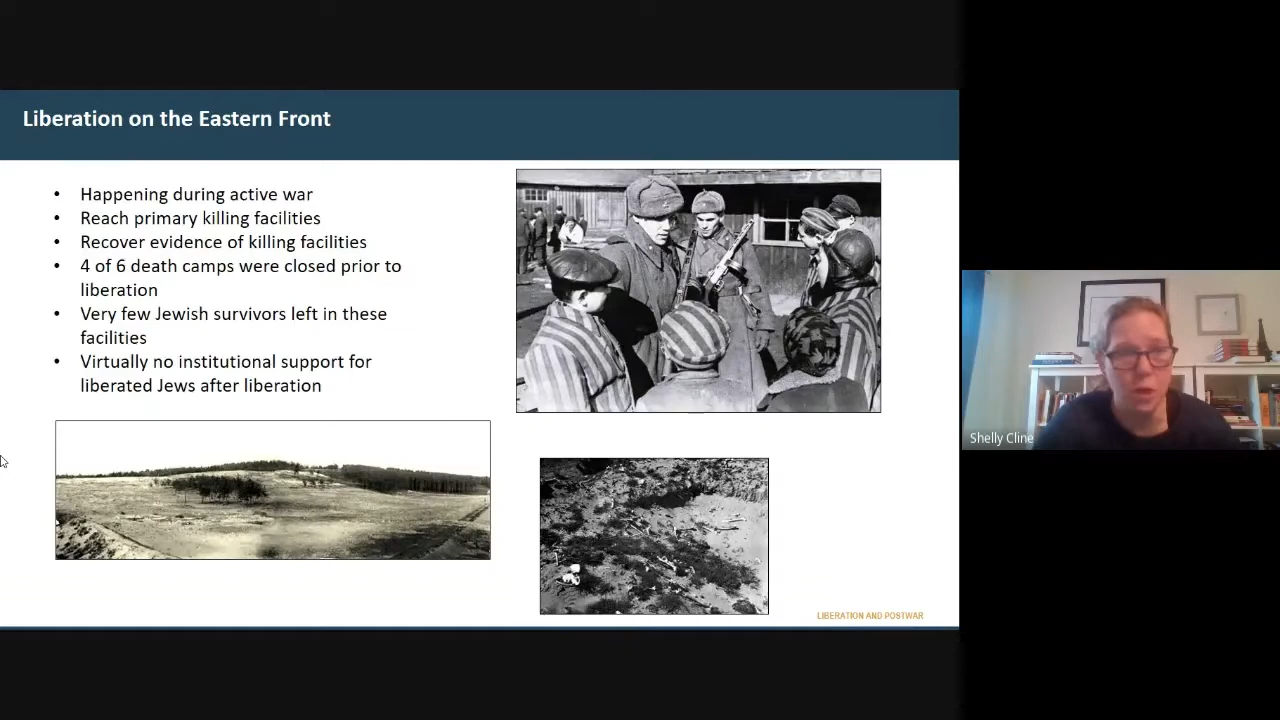 Liberation on the Eastern Front
• Happening during active war
• Reach primary killing facilities
• Recover evidence of killing facilities
• 4 of 6 death camps were closed prior to
liberation
• Very few Jewish survivors left in these
facilities
• Virtually no institutional support for
liberated Jews after liberation
LIBERATION AND POSTWAR
Shelly Cline